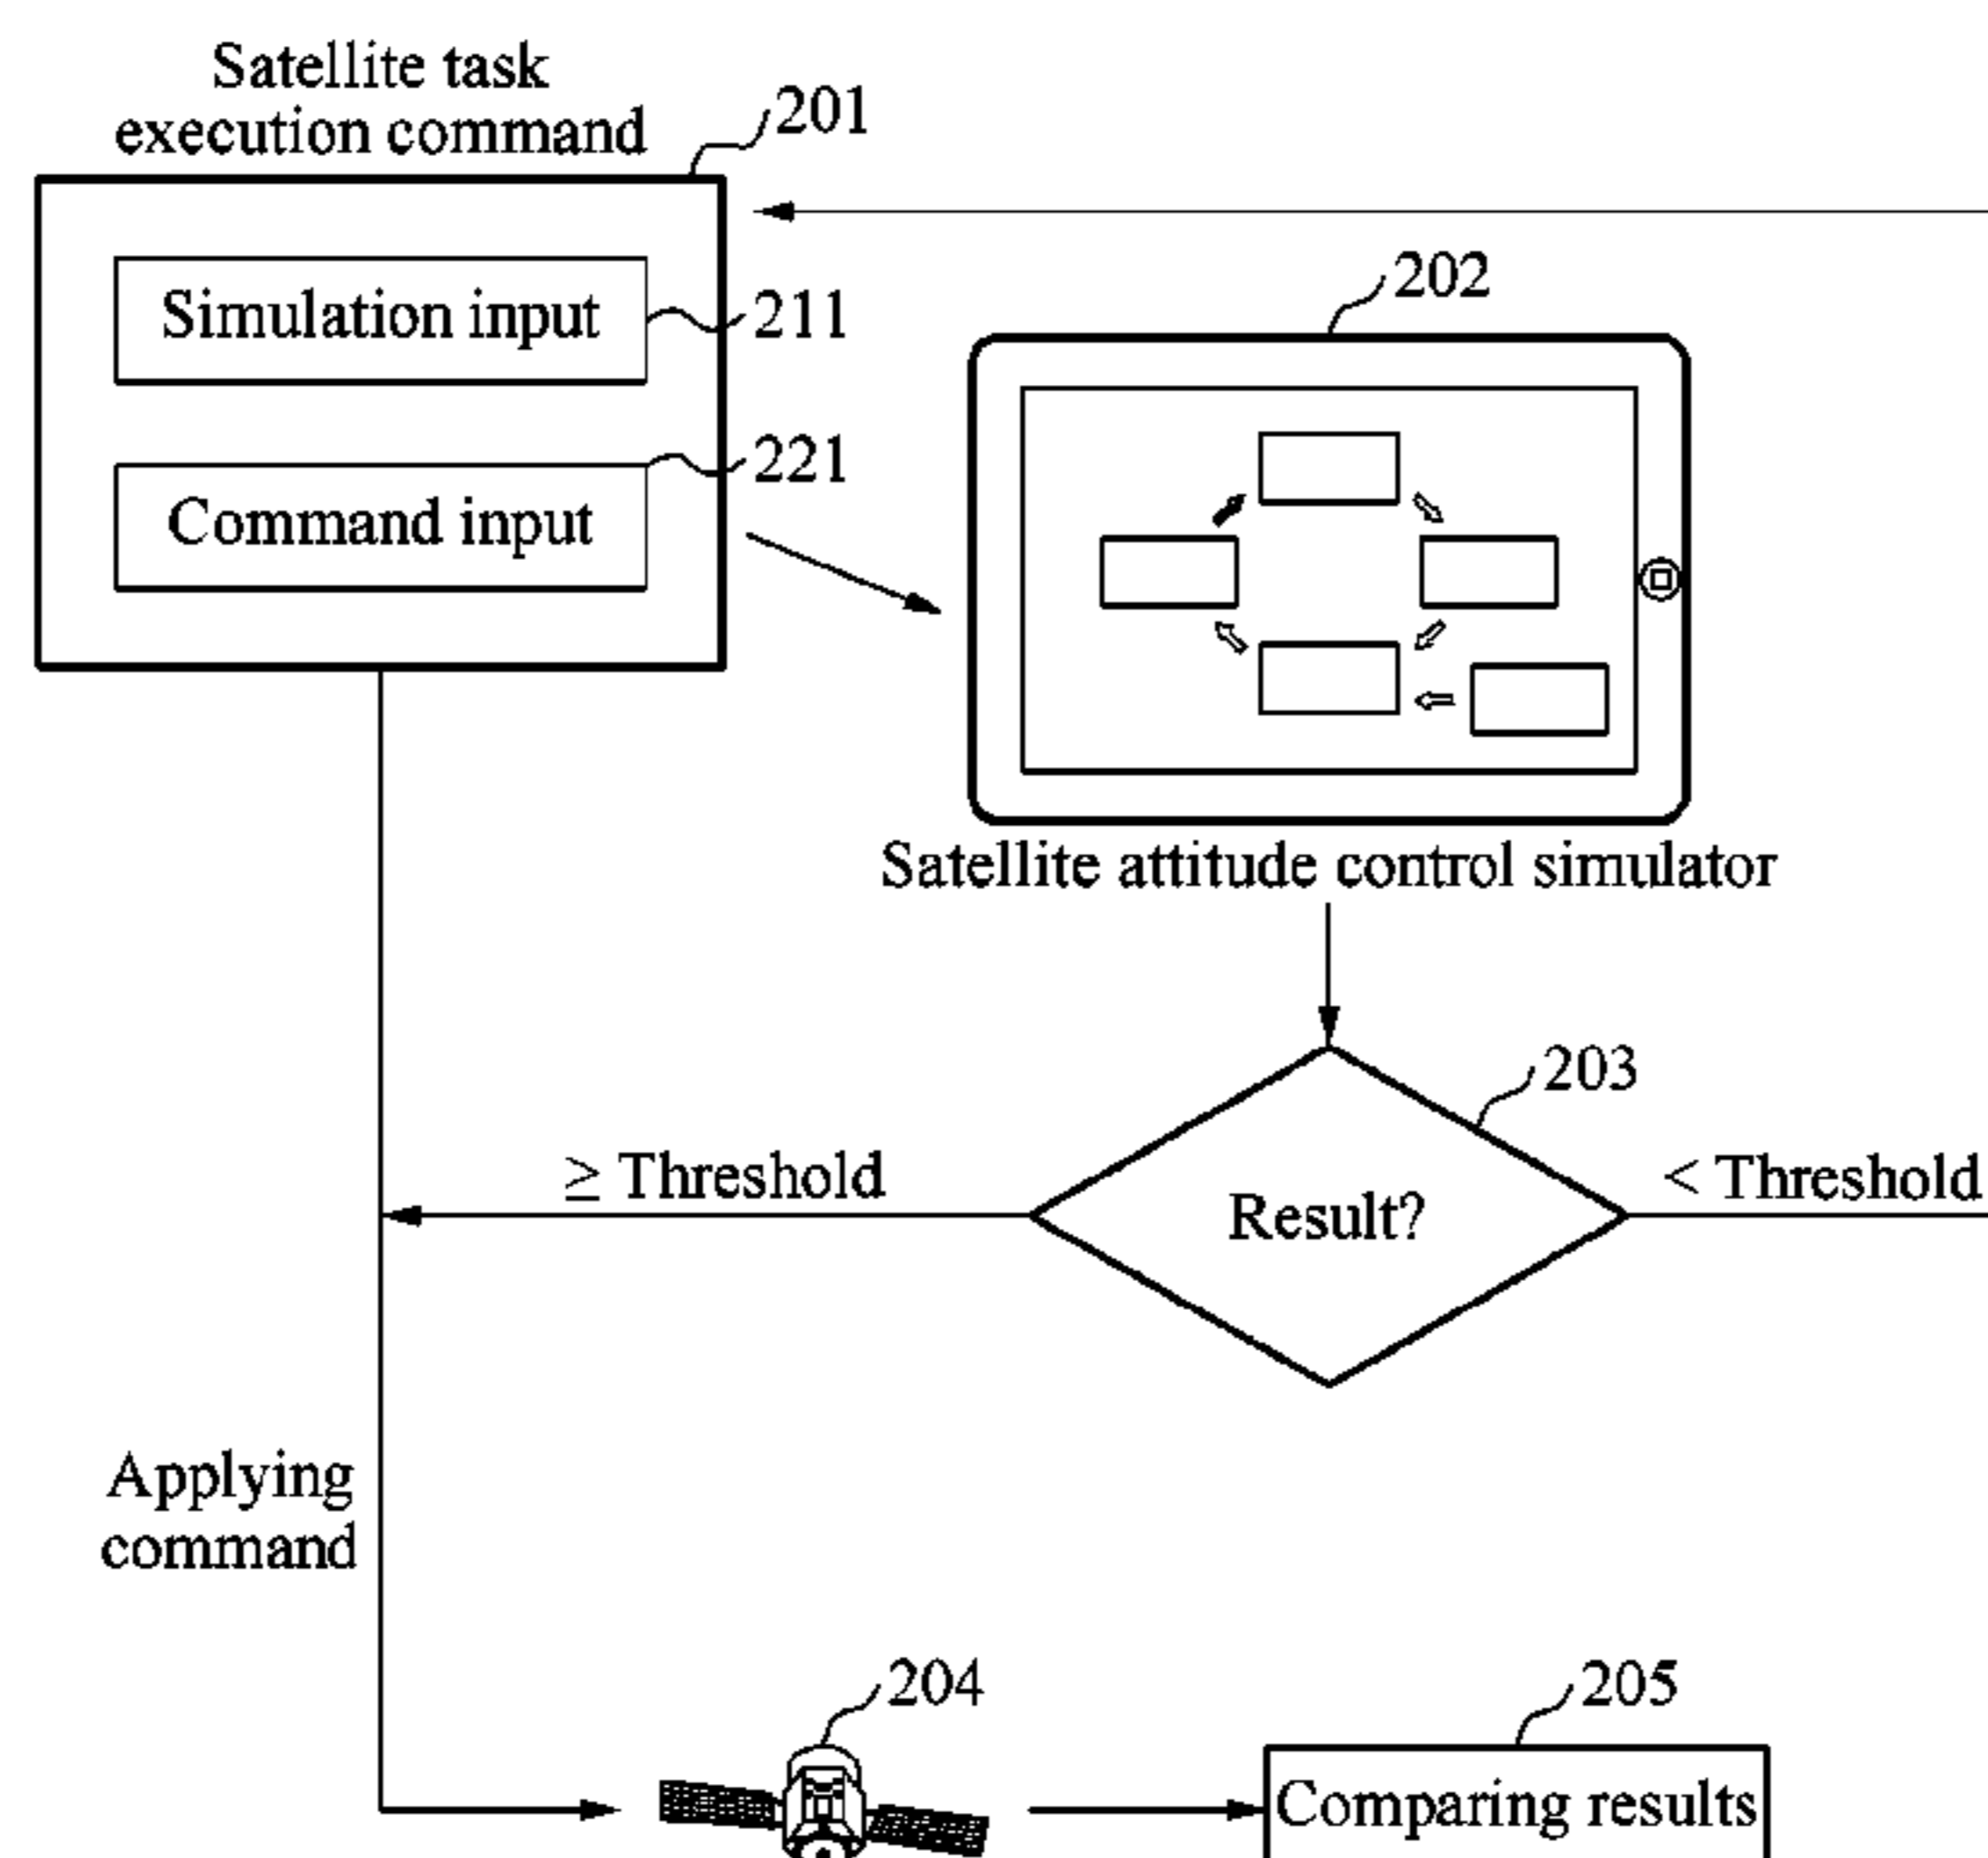 Satellite task
execution command
201
Simulation input
211
202
Command input
221
Satellite attitude control simulator
203
≥ Threshold
Result?
< Threshold
Applying
command
204
205
Comparing results